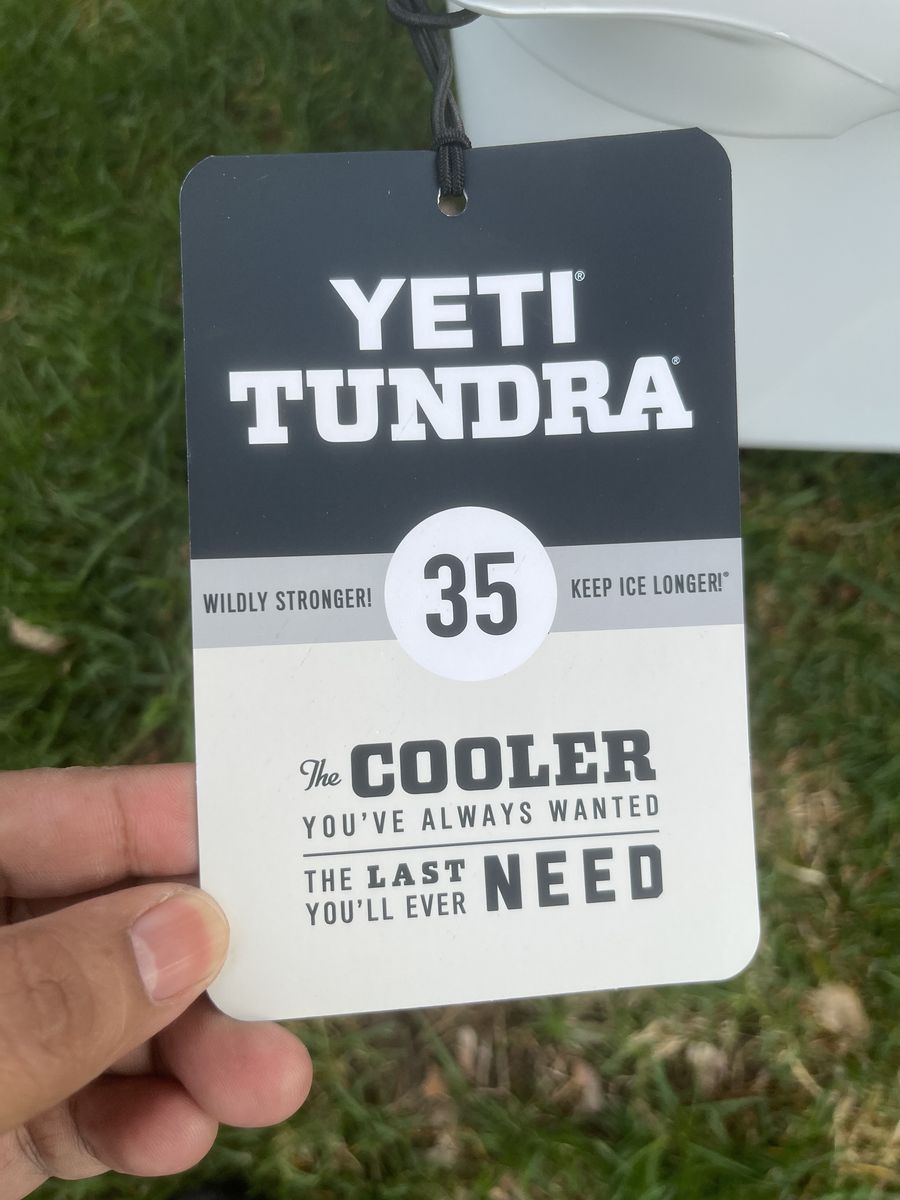 YETI®
TUNDRA®
WILDLY STRONGER! 35 KEEP ICE LONGER!®
The COOLER
YOU'VE ALWAYS WANTED
THE LAST
YOU'LL EVER NEED